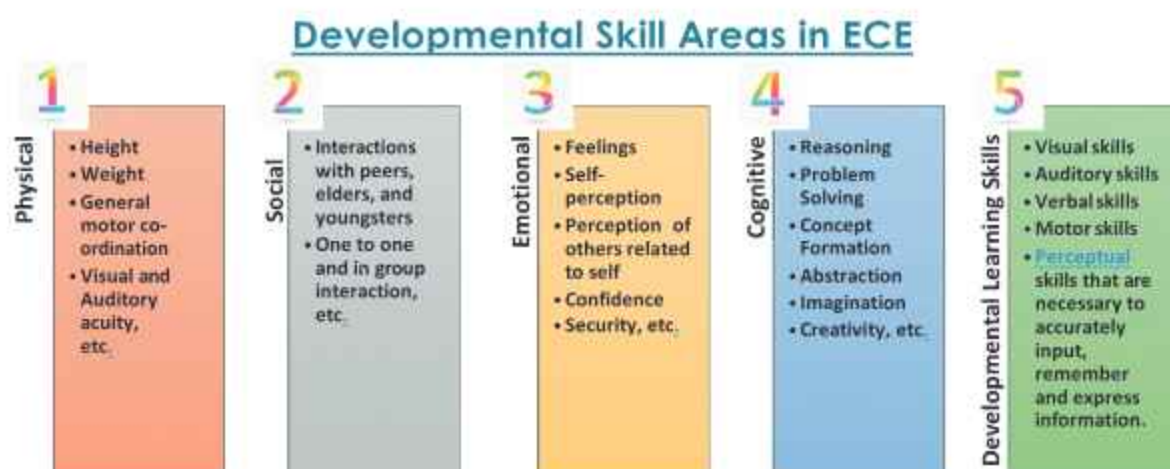 Developmental Skill Areas in ECE
1
Physical
• Height
• Weight
• General
motor co-
ordination
• Visual and
Auditory
acuity,
etc.
2
Social
• Interactions
with peers,
elders, and
youngsters
• One to one
and in group
interaction,
etc.
3
Emotional
• Feelings
• Self-
perception
• Perception of
others related
to self
• Confidence
• Security, etc.
4
Cognitive
• Reasoning
• Problem
Solving
• Concept
Formation
• Abstraction
• Imagination
• Creativity, etc.
5
Developmental Learning Skills
• Visual skills
• Auditory skills
• Verbal skills
• Motor skills
• Perceptual
skills that are
necessary to
accurately
input,
remember
and express
information.